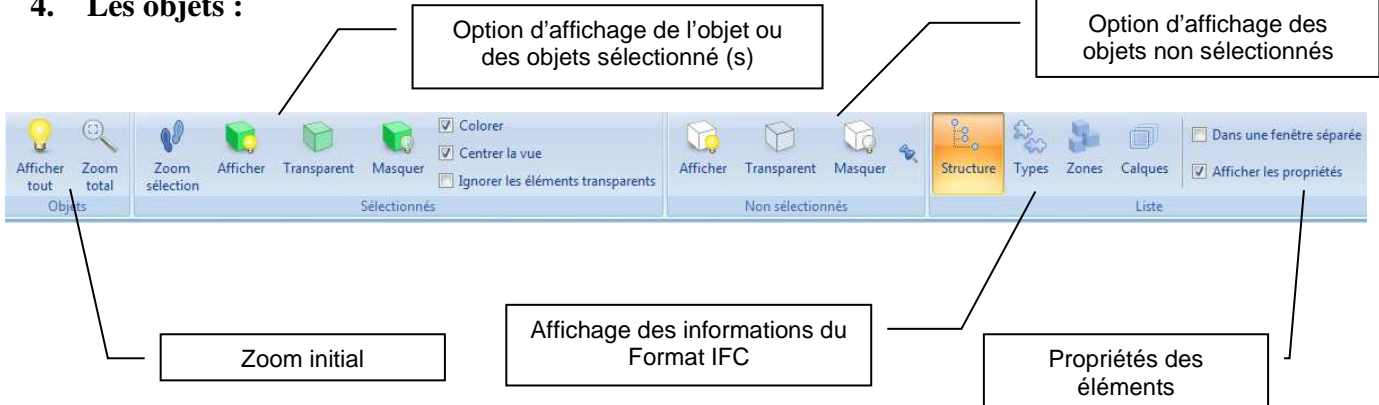 4. Les objets :
Option d’affichage de l’objet ou
des objets sélectionné (s)
Option d’affichage des
objets non sélectionnés
Afficher
tout
Zoom
total
Objets
Zoom
sélection
Afficher
Transparent
Masquer
Colorer
Centrer la vue
Ignorer les éléments transparents
Sélectionnés
Afficher
Transparent
Masquer
Non sélectionnés
Structure
Types
Zones
Calques
Dans une fenêtre séparée
Afficher les propriétés
Liste
Zoom initial
Affichage des informations du
Format IFC
Propriétés des
éléments